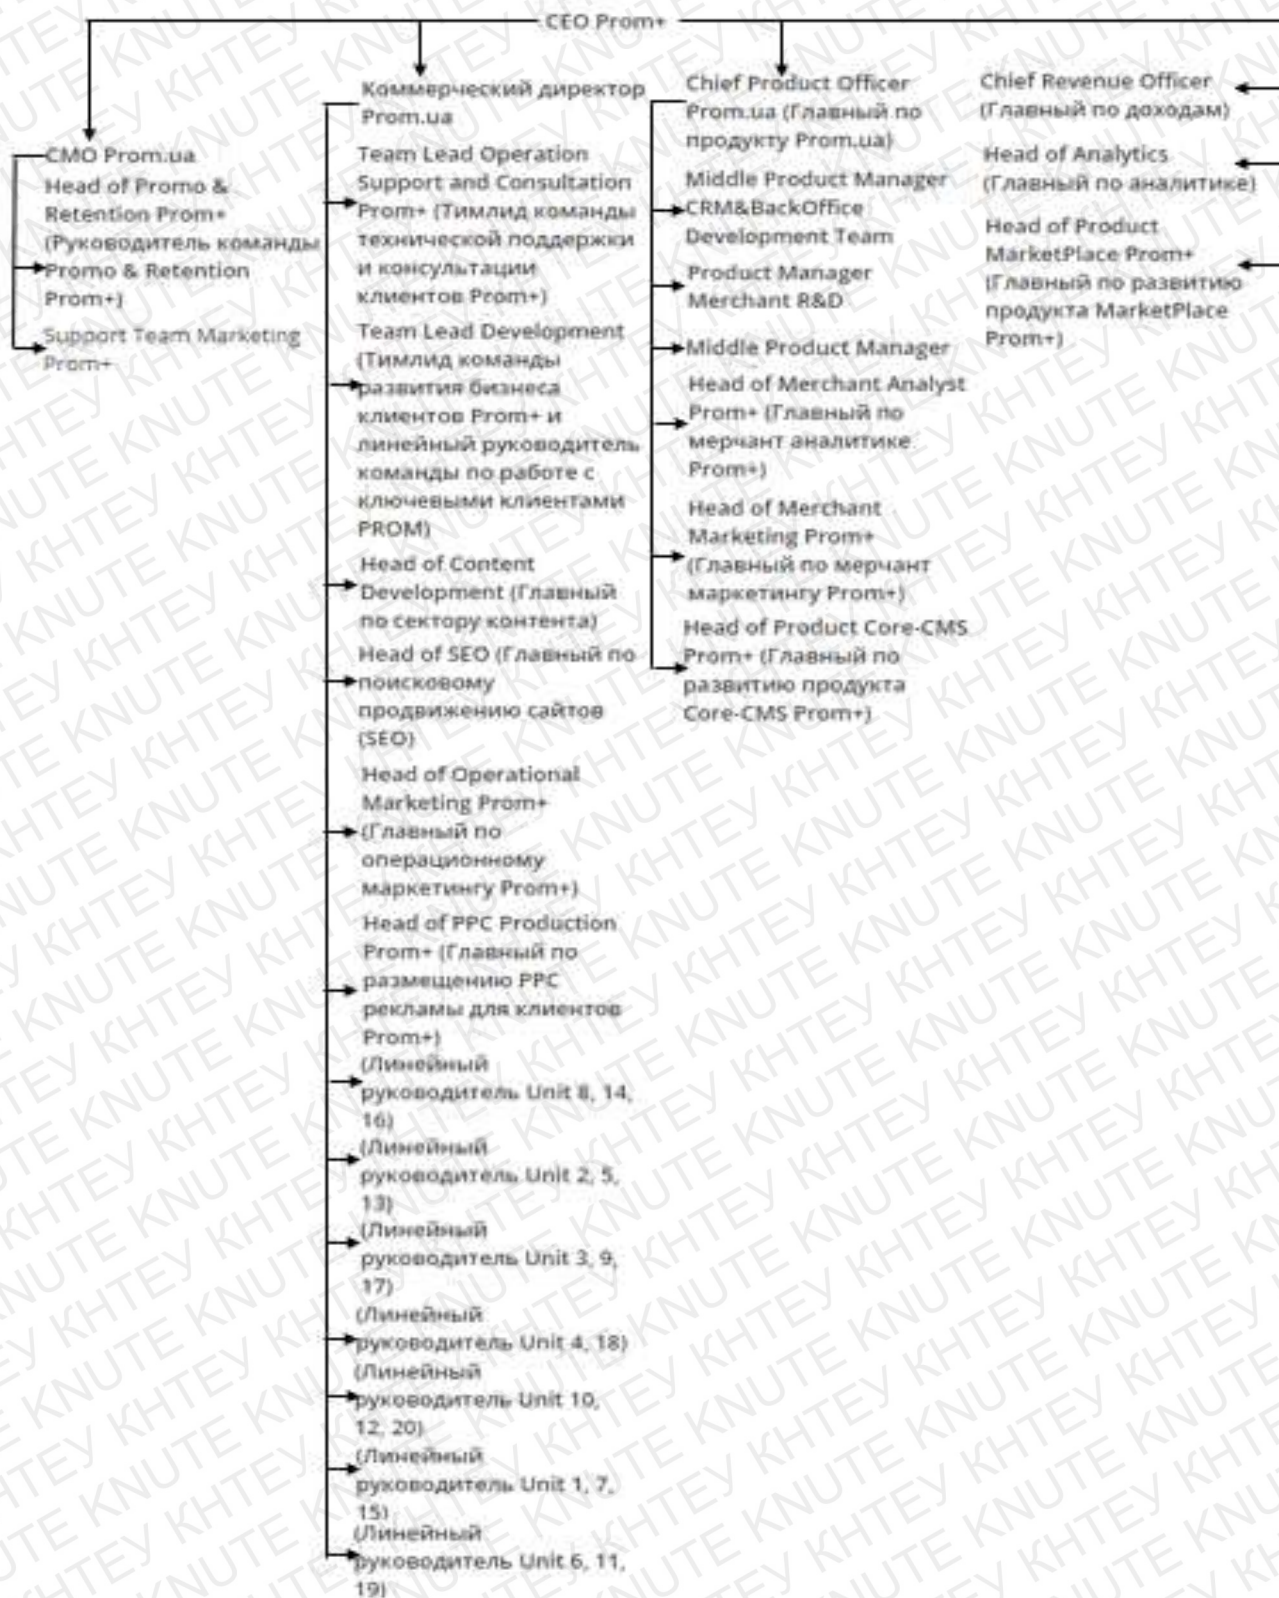 CEO Prom+
CMO Prom.ua
Head of Promo &
Retention Prom+
(Руководитель команды
Promo & Retention
Prom+)
Support Team Marketing
Prom+
Коммерческий директор
Prom.ua
Team Lead Operation
Support and Consultation
Prom+ (Тимлид команды
технической поддержки
и консультации
клиентов Prom+)
Team Lead Development
(Тимлид команды
развития бизнеса
клиентов Prom+ и
линейный руководитель
команды по работе с
ключевыми клиентами
PROM)
Head of Content
Development (Главный
по сектору контента)
Head of SEO (Главный по
поисковому
продвижению сайтов
(SEO)
Head of Operational
Marketing Prom+
(Главный по
операционному
маркетингу Prom+)
Head of PPC Production
Prom+ (Главный по
размещению PPC
рекламы для клиентов
Prom+)
(Линейный
руководитель Unit 8, 14,
16)
(Линейный
руководитель Unit 2, 5,
13)
(Линейный
руководитель Unit 3, 9,
17)
(Линейный
руководитель Unit 4, 18)
(Линейный
руководитель Unit 10,
12, 20)
(Линейный
руководитель Unit 1, 7,
15)
(Линейный
руководитель Unit 6, 11,
19)
Chief Product Officer
Prom.ua (Главный по
продукту Prom.ua)
Middle Product Manager
CRM&BackOffice
Development Team
Product Manager
Merchant R&D
Middle Product Manager
Head of Merchant Analyst
Prom+ (Главный по
мерчант аналитике
Prom+)
Head of Merchant
Marketing Prom+
(Главный по мерчант
маркетингу Prom+)
Head of Product Core-CMS
Prom+ (Главный по
развитию продукта
Core-CMS Prom+)
Chief Revenue Officer
(Главный по доходам)
Head of Analytics
(Главный по аналитике)
Head of Product
MarketPlace Prom+
(Главный по развитию
продукта MarketPlace
Prom+)